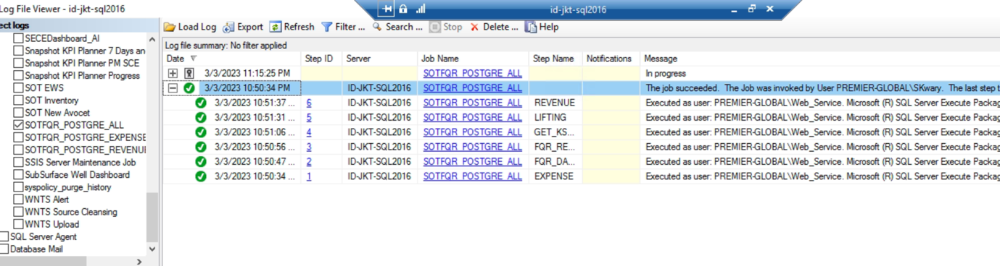 Log File Viewer - id-jkt-sql2016
id-jkt-sql2016
ect logs
SECEDashboard_AI
Snapshot KPI Planner 7 Days an
Snapshot KPI Planner PM SCE
Snapshot KPI Planner Progress
SOT EWS
SOT Inventory
SOT New Avocet
SOTFQR_POSTGRE_ALL
SOTFQR_POSTGRE_EXPENSE
SOTFQR_POSTGRE_REVENU
SSIS Server Maintenance Job
SubSurface Well Dashboard
syspolicy_purge_history
WNTS Alert
WNTS Source Cleansing
WNTS Upload
SQL Server Agent
Database Mail
Load Log Export Refresh Filter ... Search ... Stop Delete ... Help
Log file summary: No filter applied
Date Step ID Server Job Name Step Name Notifications Message
3/3/2023 11:15:25 PM SOTFQR_POSTGRE_ALL In progress
3/3/2023 10:50:34 PM ID-JKT-SQL2016 SOTFQR_POSTGRE_ALL The job succeeded. The Job was invoked by User PREMIER-GLOBAL\SKwary. The last step t
3/3/2023 10:51:37 ... 6 ID-JKT-SQL2016 SOTFQR_POSTGRE_ALL REVENUE Executed as user: PREMIER-GLOBAL\Web_Service. Microsoft (R) SQL Server Execute Packag
3/3/2023 10:51:31 ... 5 ID-JKT-SQL2016 SOTFQR_POSTGRE_ALL LIFTING Executed as user: PREMIER-GLOBAL\Web_Service. Microsoft (R) SQL Server Execute Packag
3/3/2023 10:51:06 ... 4 ID-JKT-SQL2016 SOTFQR_POSTGRE_ALL GET_KS... Executed as user: PREMIER-GLOBAL\Web_Service. Microsoft (R) SQL Server Execute Packag
3/3/2023 10:50:56 ... 3 ID-JKT-SQL2016 SOTFQR_POSTGRE_ALL FQR_RE... Executed as user: PREMIER-GLOBAL\Web_Service. Microsoft (R) SQL Server Execute Packag
3/3/2023 10:50:47 ... 2 ID-JKT-SQL2016 SOTFQR_POSTGRE_ALL FQR_DA... Executed as user: PREMIER-GLOBAL\Web_Service. Microsoft (R) SQL Server Execute Packag
3/3/2023 10:50:34 ... 1 ID-JKT-SQL2016 SOTFQR_POSTGRE_ALL EXPENSE Executed as user: PREMIER-GLOBAL\Web_Service. Microsoft (R) SQL Server Execute Packag